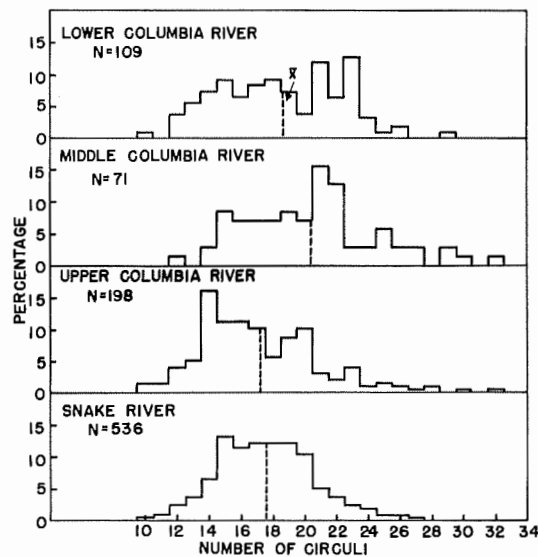 LOWER COLUMBIA RIVER
N=109
X̄
15
10
5
0
MIDDLE COLUMBIA RIVER
N=71
15
10
5
0
UPPER COLUMBIA RIVER
N=198
15
10
5
0
SNAKE RIVER
N=536
15
10
5
PERCENTAGE
10 12 14 16 18 20 22 24 26 28 30 32 34
NUMBER OF CIRCULI